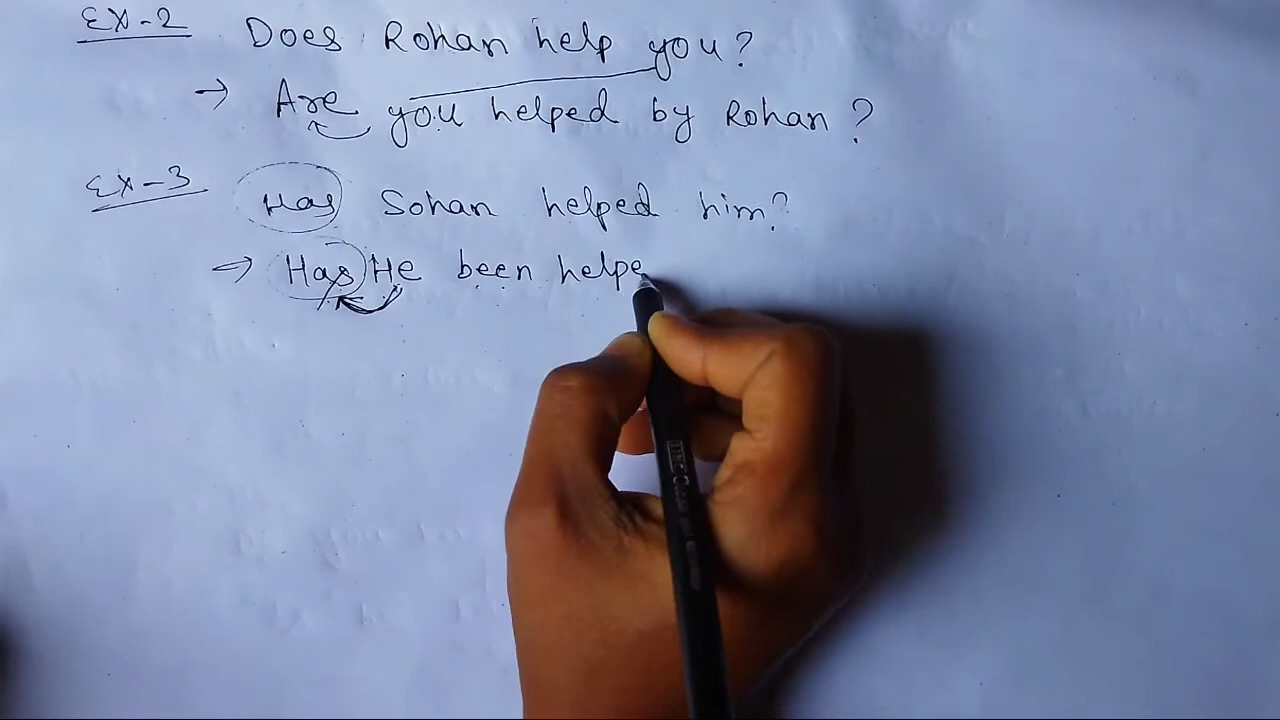 Ex-2 Does Rohan help you?
→ Are you helped by Rohan?
Ex-3 Has Sohan helped him?
→ Has He been helpe